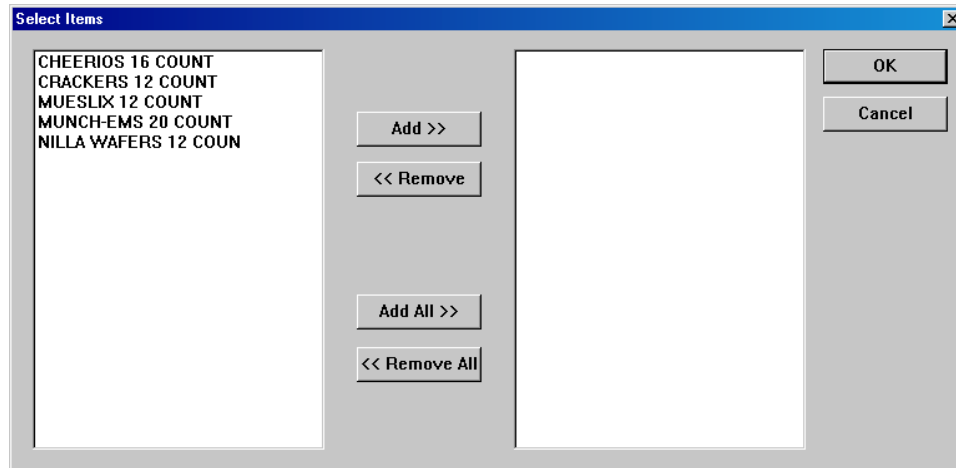 Select Items
CHEERIOS 16 COUNT
CRACKERS 12 COUNT
MUESLIX 12 COUNT
MUNCH-EMS 20 COUNT
NILLA WAFERS 12 COUN
Add >>
<< Remove
Add All >>
<< Remove All
OK
Cancel